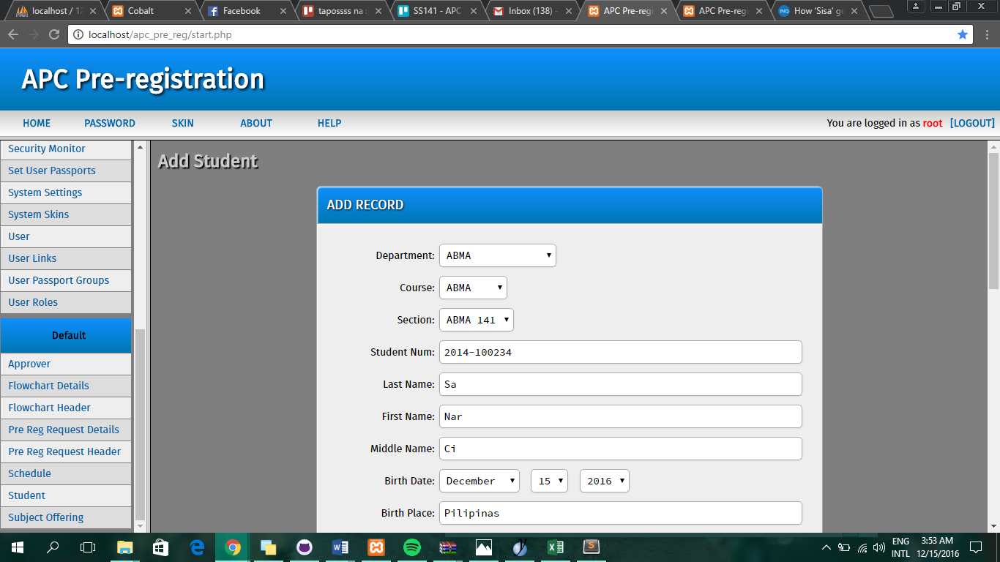 localhost / 12
Cobalt
Facebook
taposssss na :
SS141 - APC
Inbox (138) -
APC Pre-regi
APC Pre-reg
How 'Sisa' go
localhost/apc_pre_reg/start.php
APC Pre-registration
HOME PASSWORD SKIN ABOUT HELP
You are logged in as root [LOGOUT]
Security Monitor
Set User Passports
System Settings
System Skins
User
User Links
User Passport Groups
User Roles
Default
Approver
Flowchart Details
Flowchart Header
Pre Reg Request Details
Pre Reg Request Header
Schedule
Student
Subject Offering
Add Student
ADD RECORD
Department: ABMA
Course: ABMA
Section: ABMA 141
Student Num: 2014-100234
Last Name: Sa
First Name: Nar
Middle Name: Ci
Birth Date: December 15 2016
Birth Place: Pilipinas
ENG
INTL
3:53 AM
12/15/2016